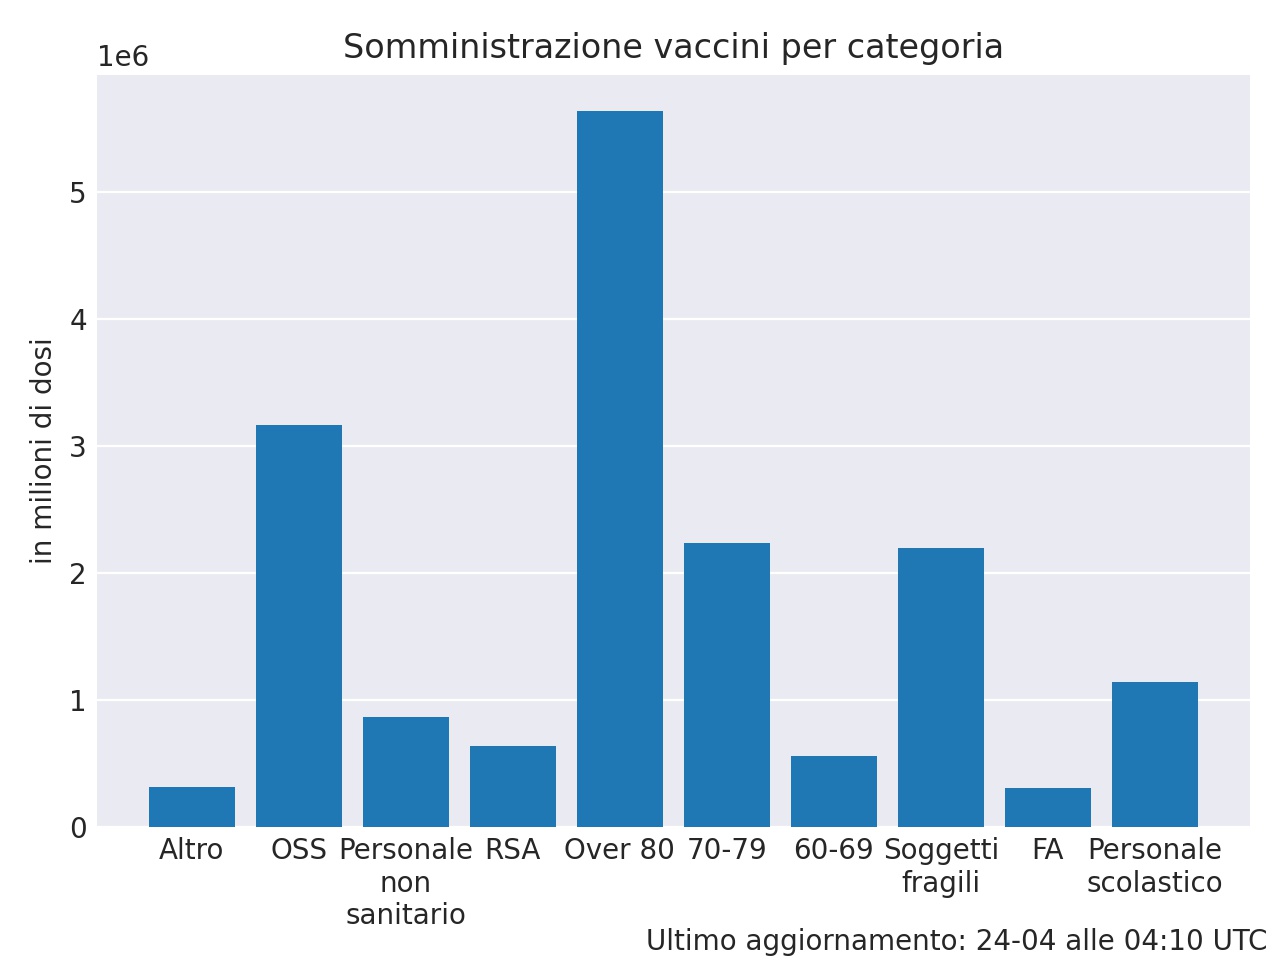 Somministrazione vaccini per categoria
1e6
in milioni di dosi
5
4
3
2
1
0
Altro
OSS
Personale
non
sanitario
RSA
Over 80
70-79
60-69
Soggetti
fragili
FA
Personale
scolastico
Ultimo aggiornamento: 24-04 alle 04:10 UTC